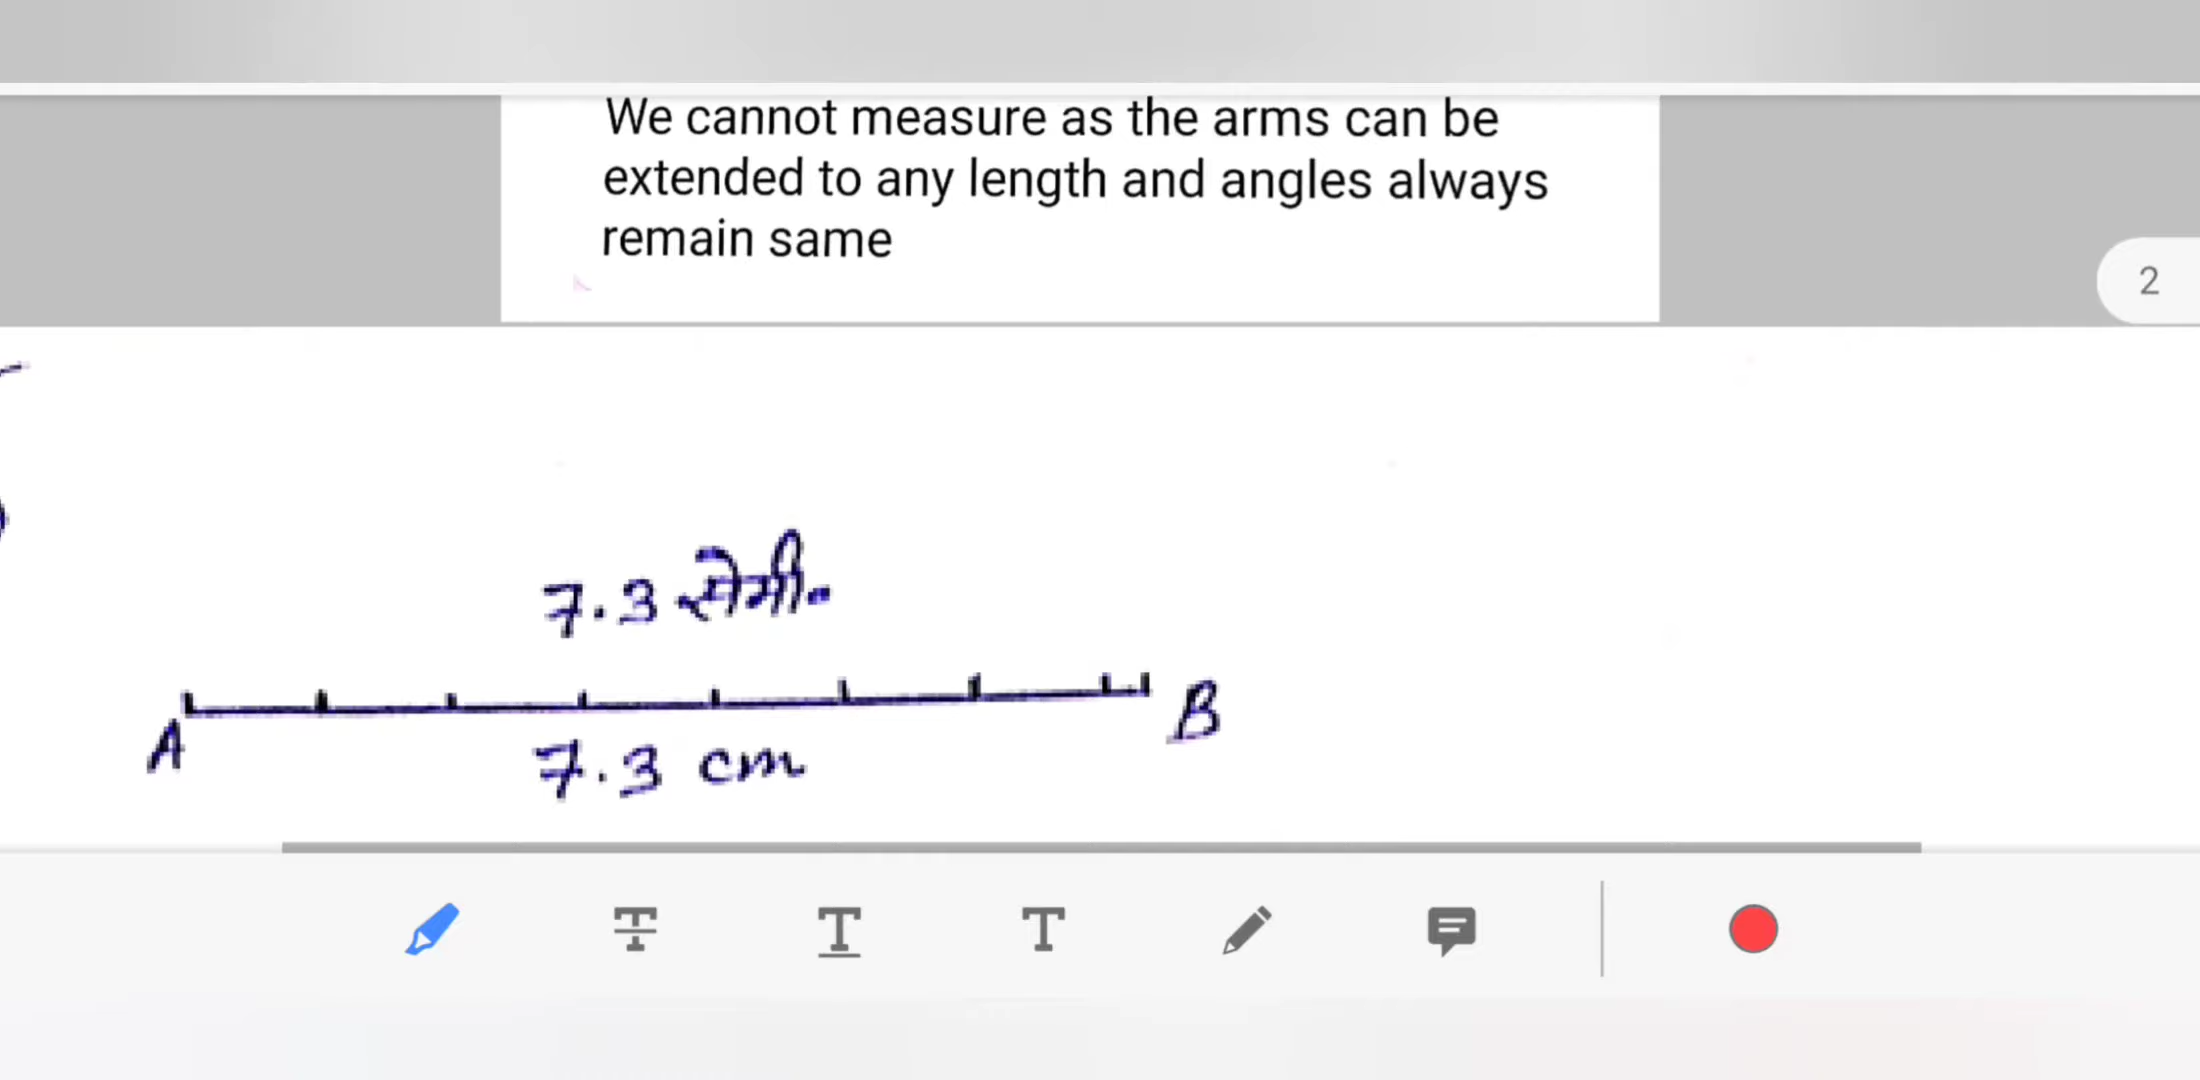 We cannot measure as the arms can be
extended to any length and angles always
remain same
2
7.3 सेमी.
A
B
7.3 cm